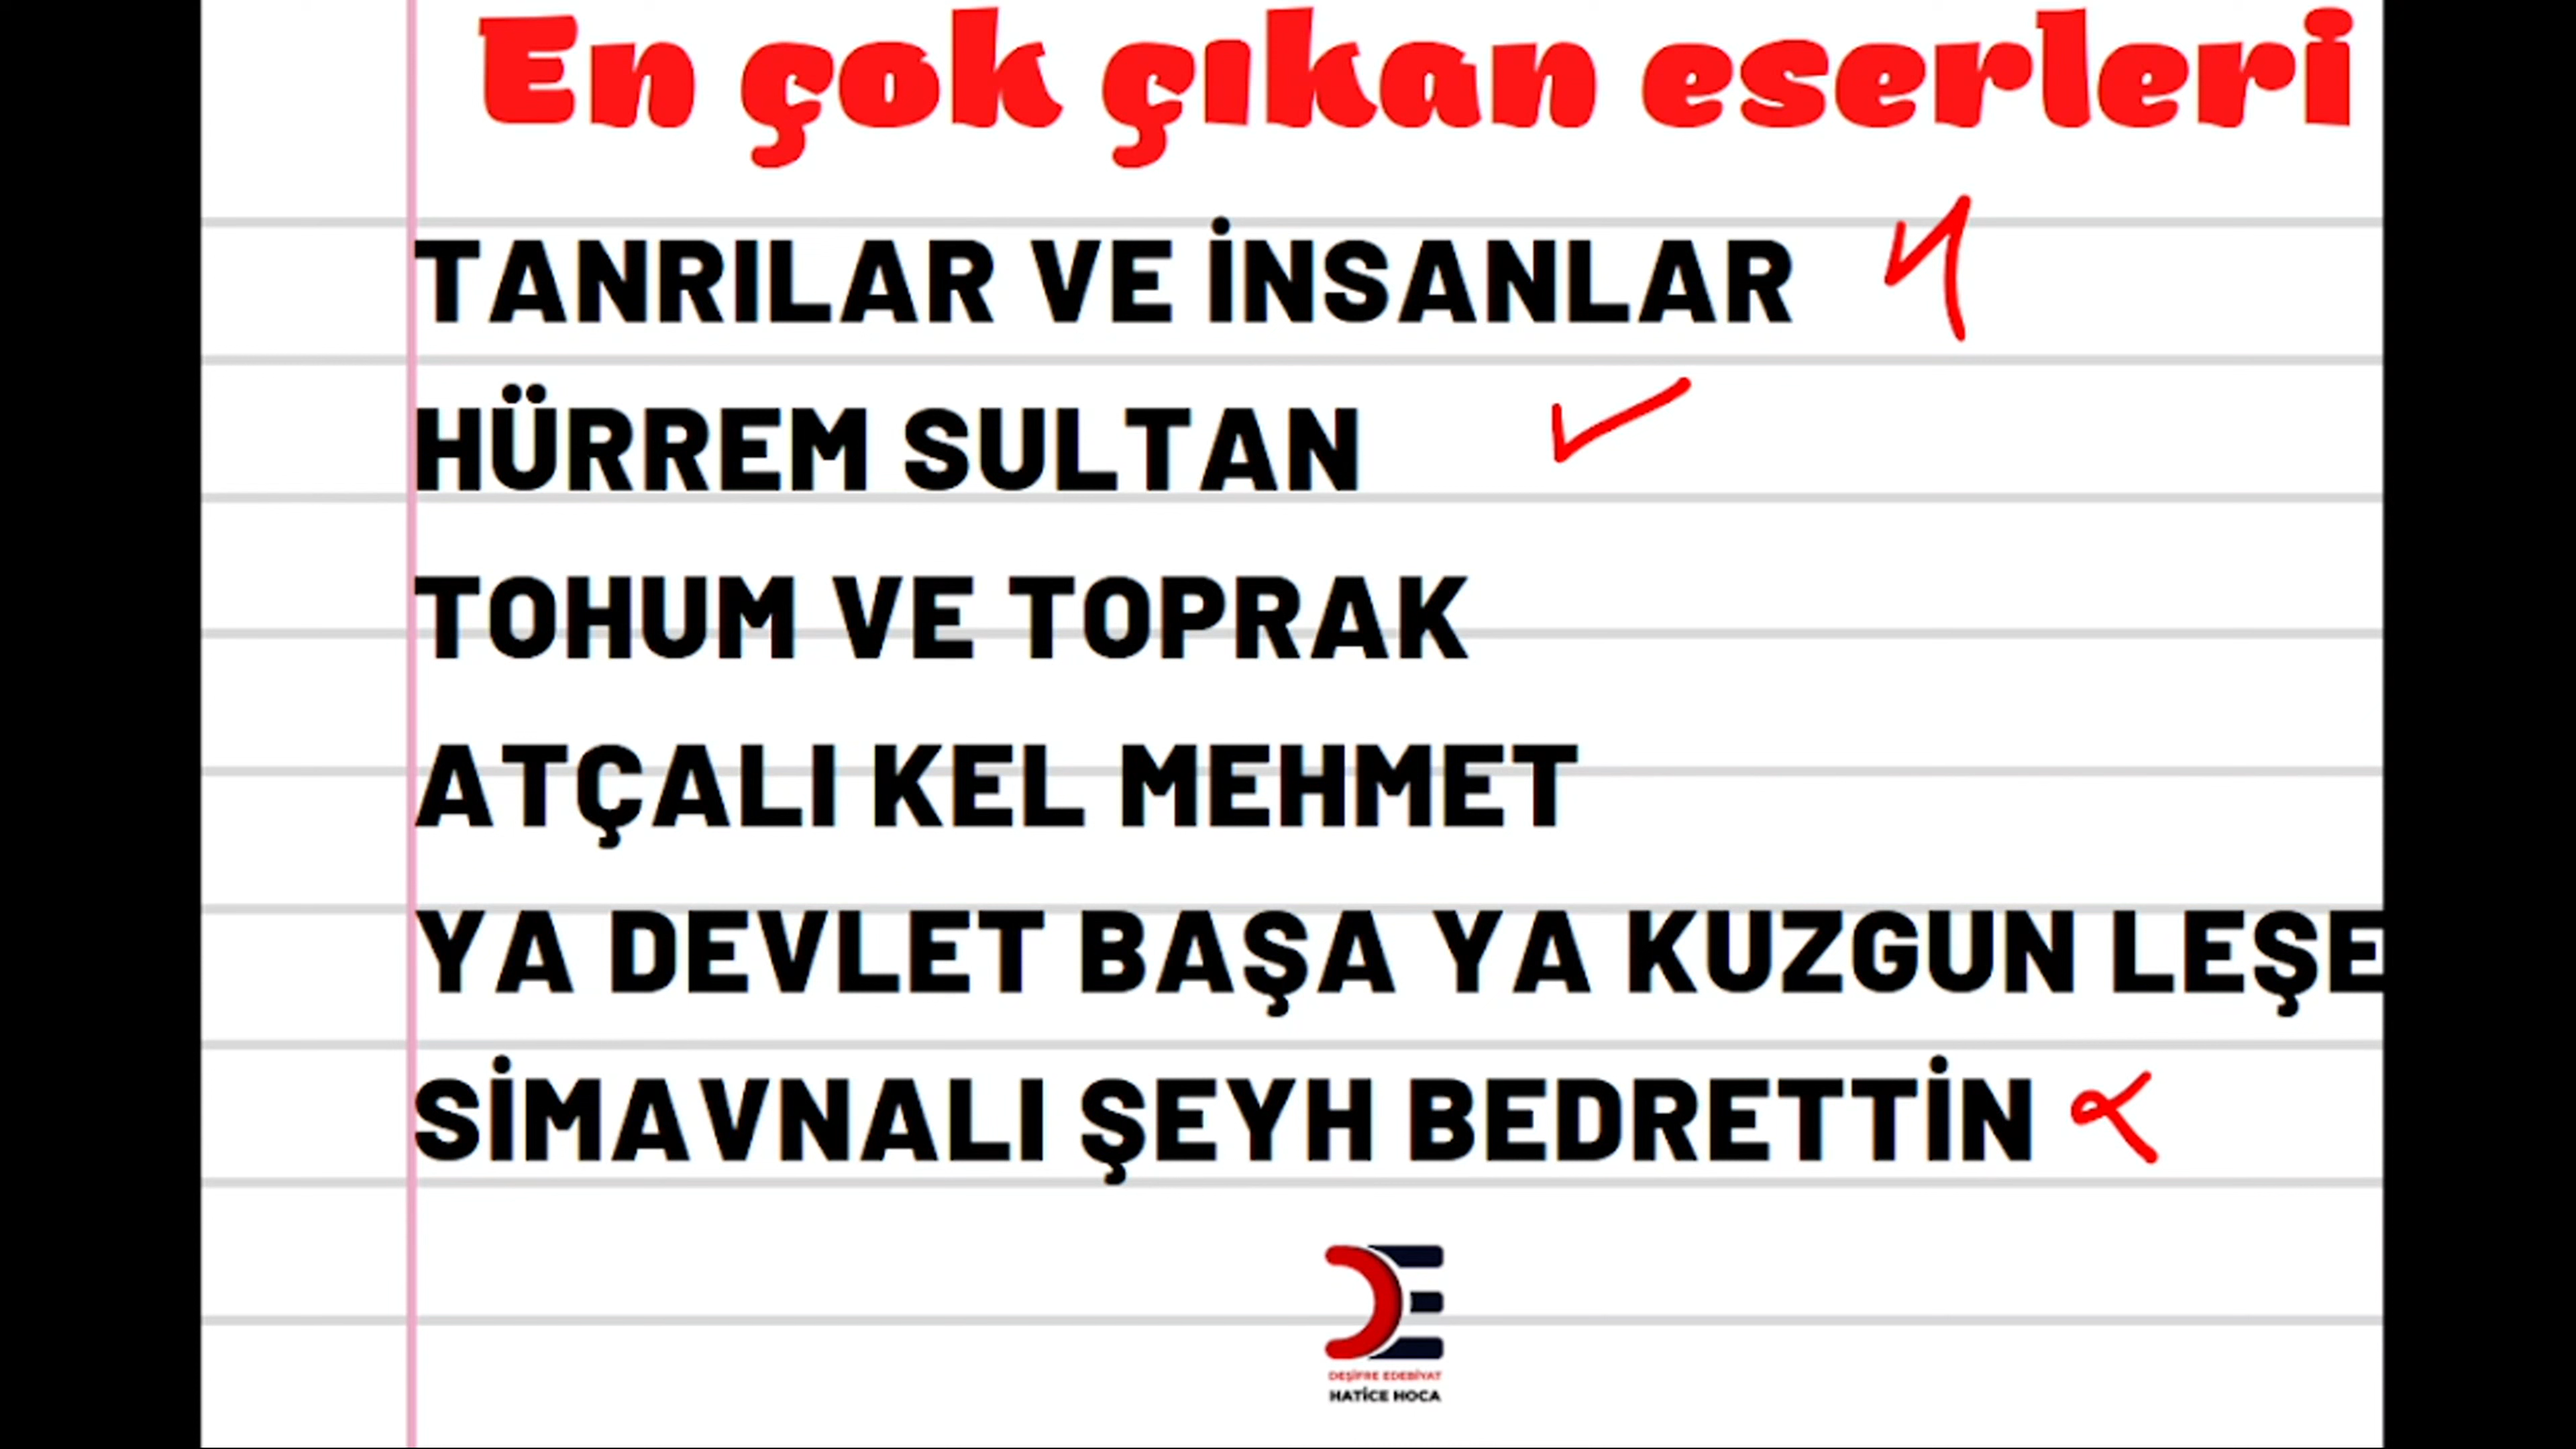 En çok çıkan eserleri
TANRILAR VE İNSANLAR
HÜRREM SULTAN
TOHUM VE TOPRAK
ATÇALI KEL MEHMET
YA DEVLET BAŞA YA KUZGUN LEŞE
SİMAVNALI ŞEYH BEDRETTİN
DE
DEŞİFRE EDEBİYAT
HATİCE HOCA